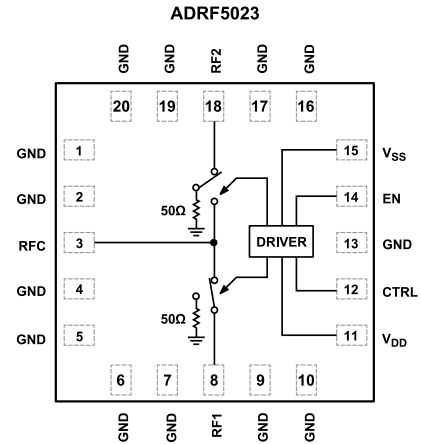 ADRF5023
GND GND RF2 GND GND
20 19 18 17 16
GND 1
15 VSS
GND 2
14 EN
50Ω
RFC 3
DRIVER
13 GND
GND 4
12 CTRL
50Ω
GND 5
11 VDD
6 7 8 9 10
GND GND RF1 GND GND